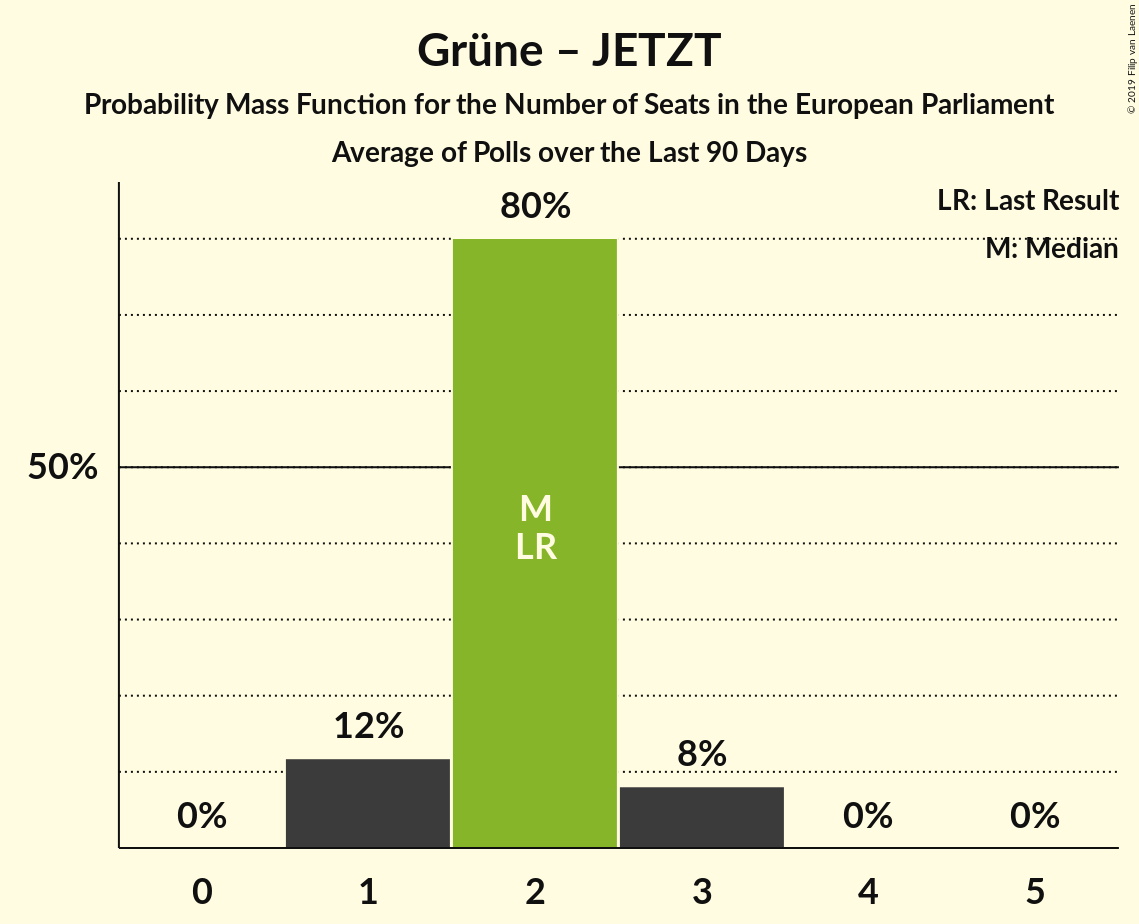 Grüne – JETZT
Probability Mass Function for the Number of Seats in the European Parliament
Average of Polls over the Last 90 Days
© 2019 Filip van Laenen
LR: Last Result
M: Median
80%
50%
M
LR
12%
8%
0%
0%
0%
0
1
2
3
4
5